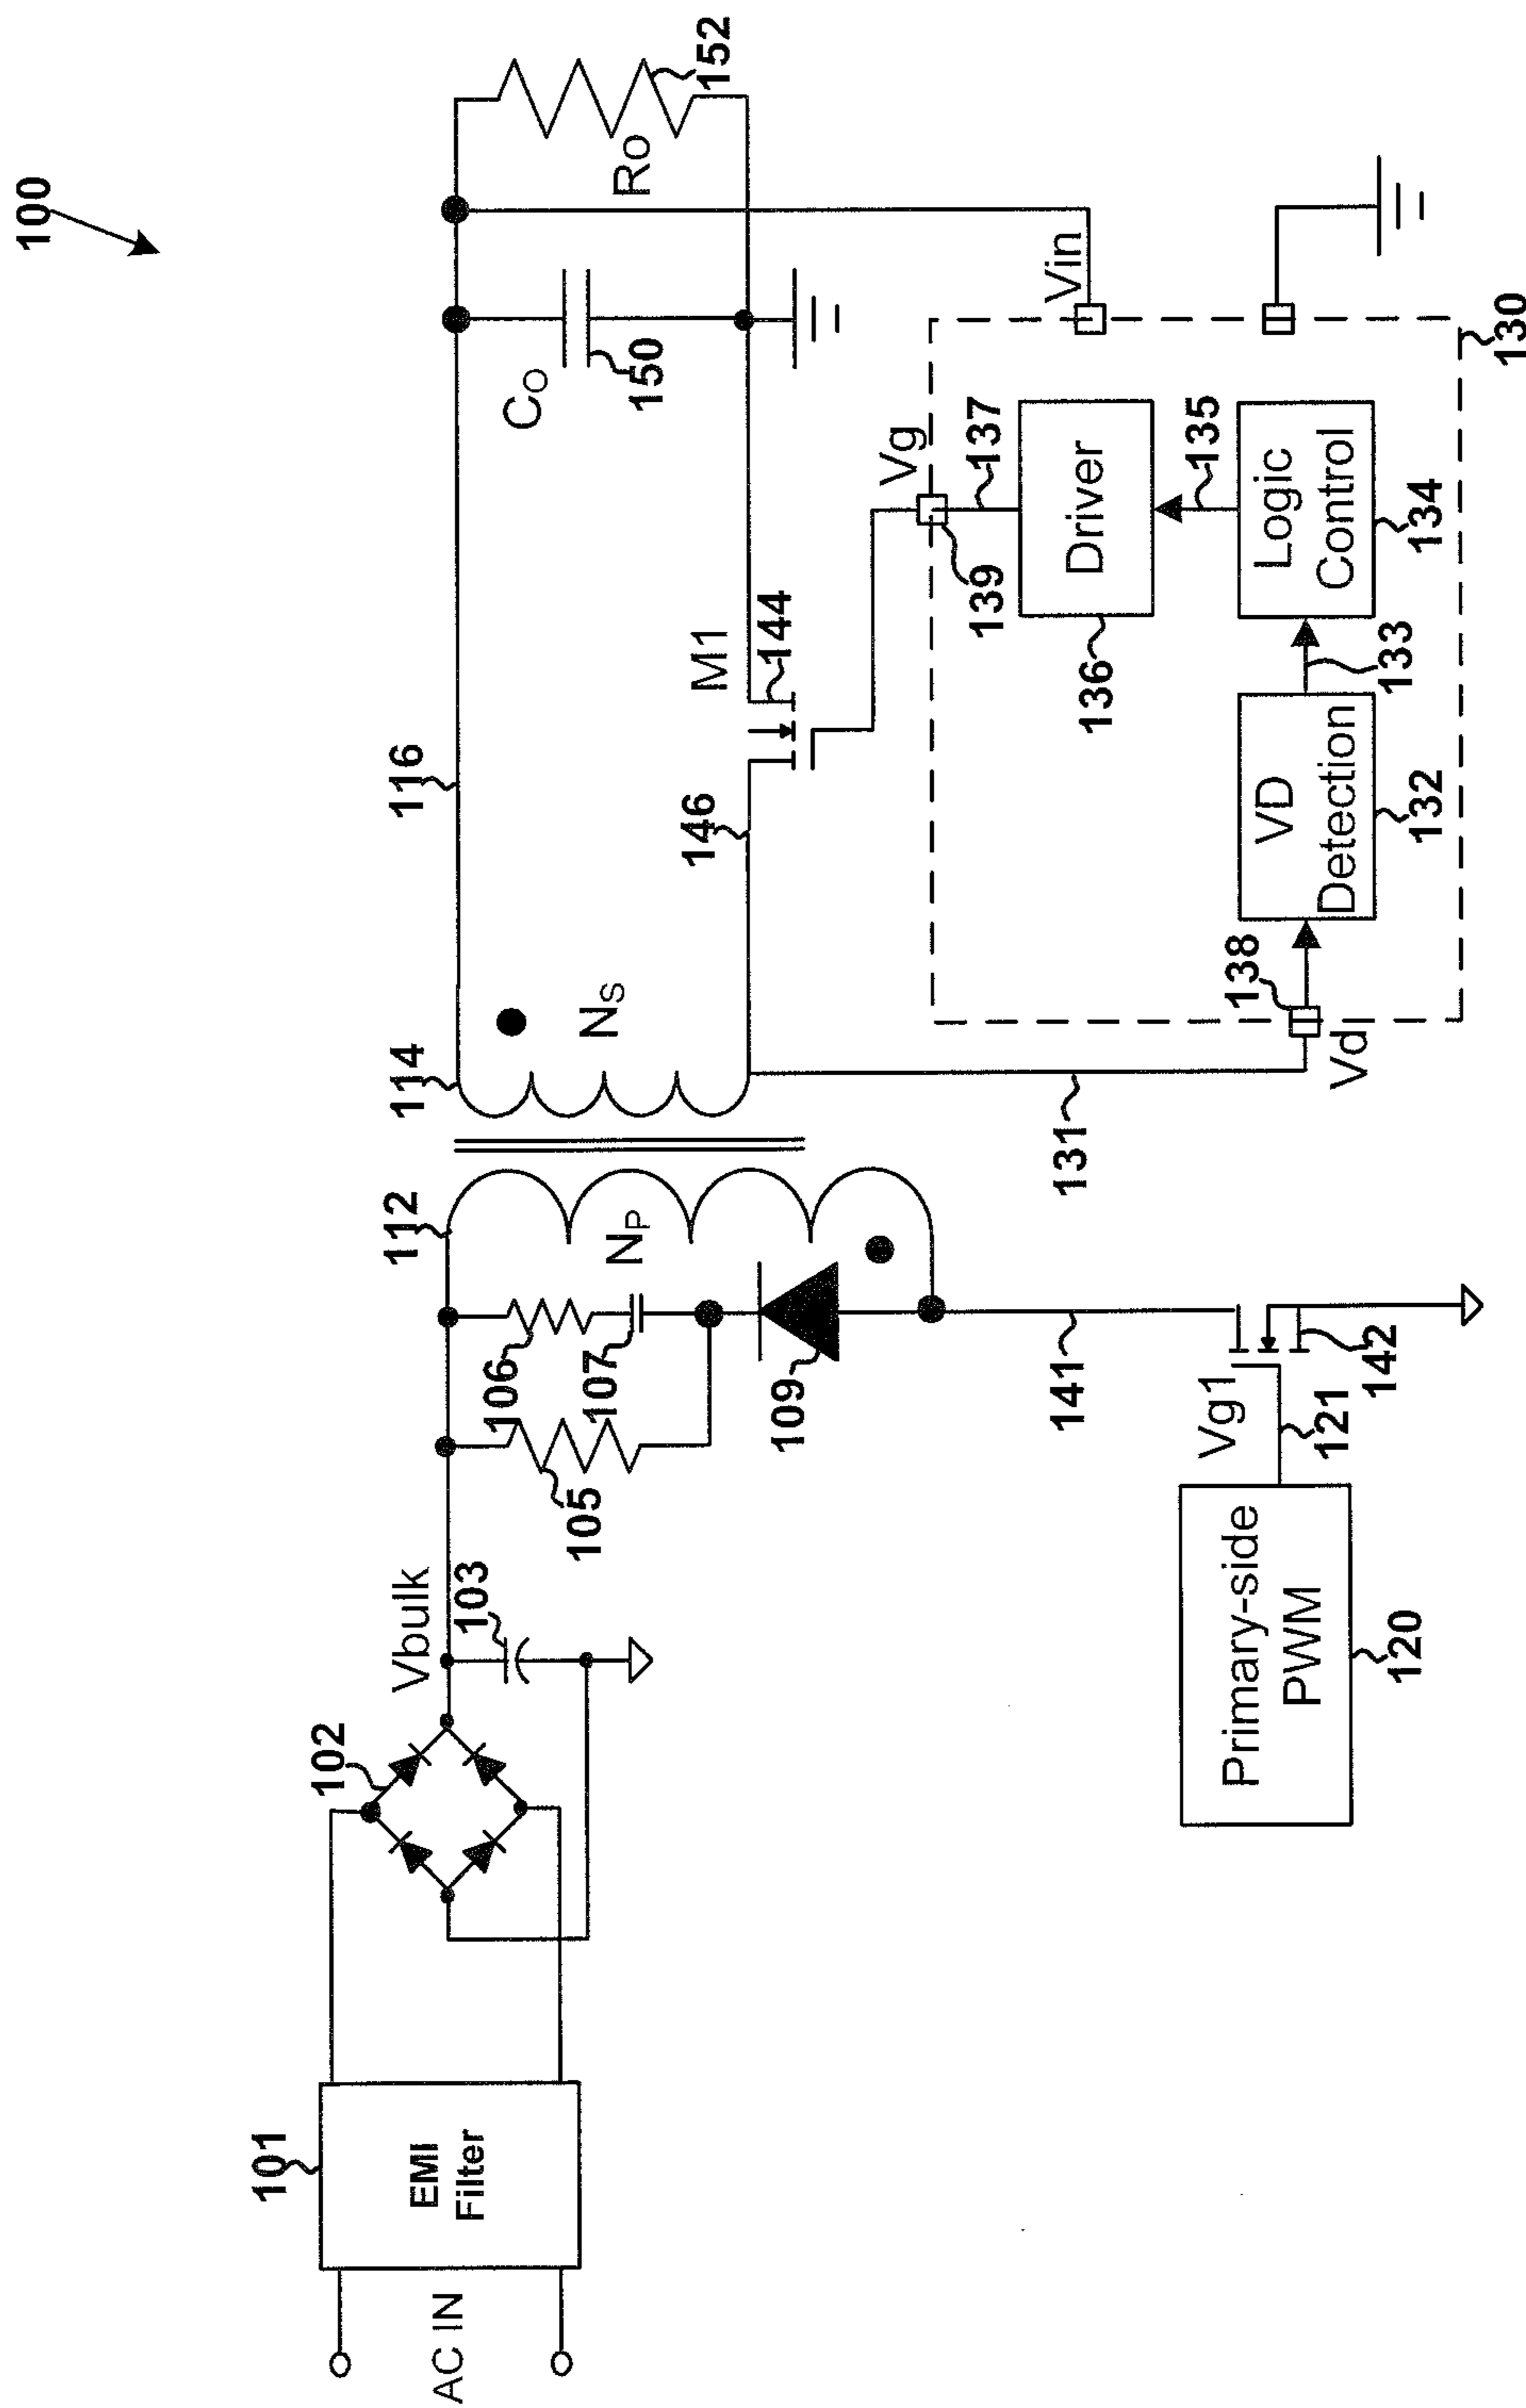 100
AC IN
101
EMI
Filter
102
Vbulk
103
105
106
107
109
112
NP
114
NS
116
141
142
Vg1
121
Primary-side
PWM
120
131
Vd
138
VD
Detection
132
133
Logic
Control
134
135
Driver
136
137
139
Vg
Vin
130
146
M1
144
CO
150
Ro
152